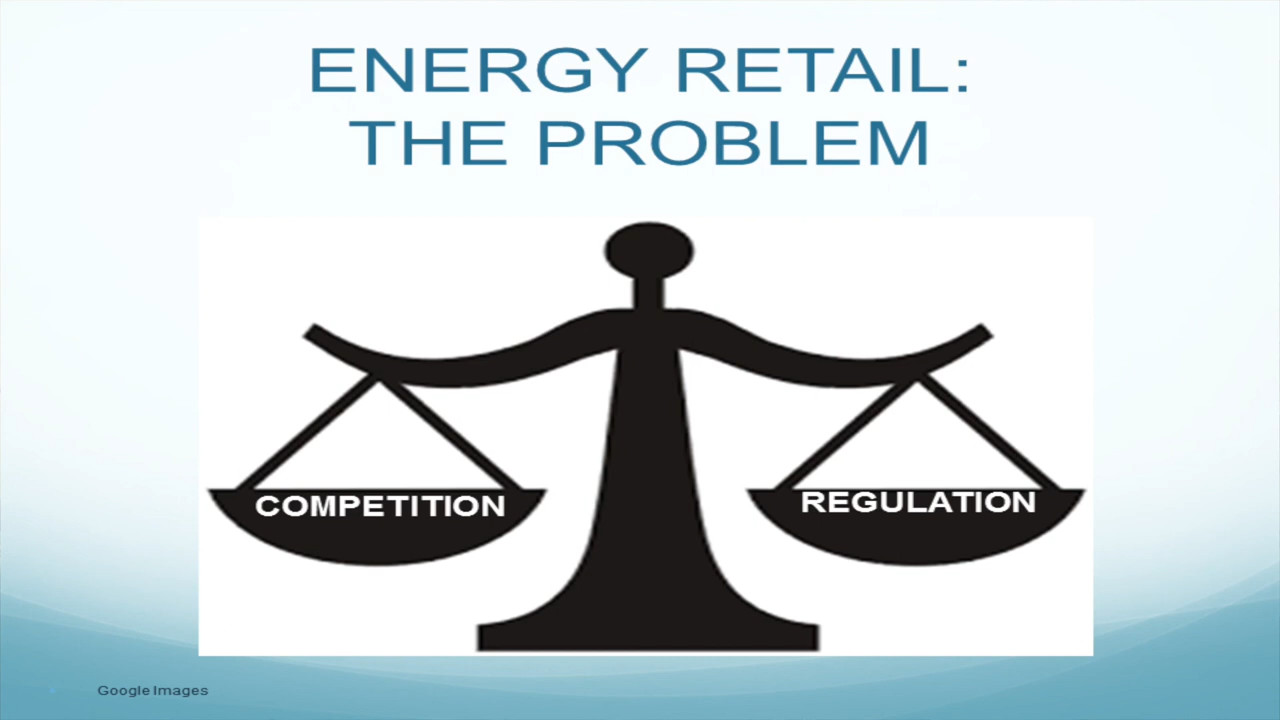 ENERGY RETAIL:
THE PROBLEM
COMPETITION
REGULATION
Google Images